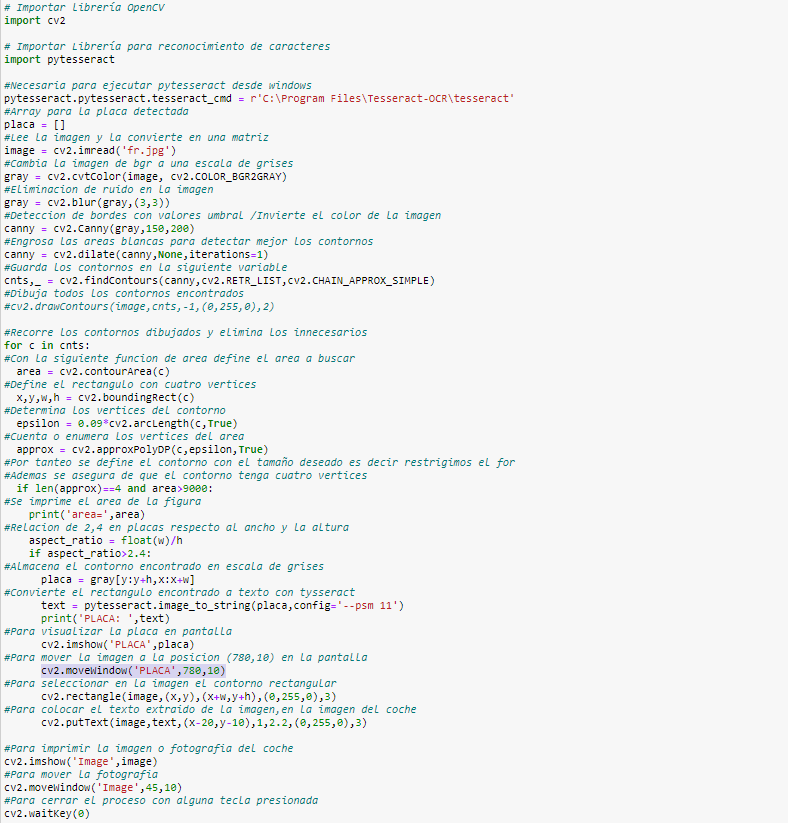 # Importar Librería OpenCV
import cv2

# Importar Librería para reconocimiento de caracteres
import pytesseract

#Necesaria para ejecutar pytesseract desde windows
pytesseract.pytesseract.tesseract_cmd = r'C:\Program Files\Tesseract-OCR\tesseract'
#Array para la placa detectada
placa = []
#Lee la imagen y la convierte en una matriz
image = cv2.imread('fr.jpg')
#Cambia la imagen de bgr a una escala de grises
gray = cv2.cvtColor(image, cv2.COLOR_BGR2GRAY)
#Eliminacion de ruido en la imagen
gray = cv2.blur(gray,(3,3))
#Deteccion de bordes con valores umbral /Invierte el color de la imagen
canny = cv2.Canny(gray,150,200)
#Engrosa las areas blancas para detectar mejor los contornos
canny = cv2.dilate(canny,None,iterations=1)
#Guarda los contornos en la siguiente variable
cnts,_ = cv2.findContours(canny,cv2.RETR_LIST,cv2.CHAIN_APPROX_SIMPLE)
#Dibuja todos los contornos encontrados
#cv2.drawContours(image,cnts,-1,(0,255,0),2)

#Recorre los contornos dibujados y elimina los innecesarios
for c in cnts:
#Con la siguiente funcion de area define el area a buscar
  area = cv2.contourArea(c)
#Define el rectangulo con cuatro vertices
  x,y,w,h = cv2.boundingRect(c)
#Determina los vertices del contorno
  epsilon = 0.09*cv2.arcLength(c,True)
#Cuenta o enumera los vertices del area
  approx = cv2.approxPolyDP(c,epsilon,True)
#Por tanteo se define el contorno con el tamaño deseado es decir restrigimos el for
#Ademas se asegura de que el contorno tenga cuatro vertices
  if len(approx)==4 and area>9000:
#Se imprime el area de la figura
    print('area=',area)
#Relacion de 2,4 en placas respecto al ancho y la altura
    aspect_ratio = float(w)/h
    if aspect_ratio>2.4:
#Almacena el contorno encontrado en escala de grises
      placa = gray[y:y+h,x:x+w]
#Convierte el rectangulo encontrado a texto con tysseract
      text = pytesseract.image_to_string(placa,config='--psm 11')
      print('PLACA: ',text)
#Para visualizar la placa en pantalla
      cv2.imshow('PLACA',placa)
#Para mover la imagen a la posicion (780,10) en la pantalla
      cv2.moveWindow('PLACA',780,10)
#Para seleccionar en la imagen el contorno rectangular
      cv2.rectangle(image,(x,y),(x+w,y+h),(0,255,0),3)
#Para colocar el texto extraido de la imagen,en la imagen del coche
      cv2.putText(image,text,(x-20,y-10),1,2.2,(0,255,0),3)

#Para imprimir la imagen o fotografia del coche
cv2.imshow('Image',image)
#Para mover la fotografia
cv2.moveWindow('Image',45,10)
#Para cerrar el proceso con alguna tecla presionada
cv2.waitKey(0)